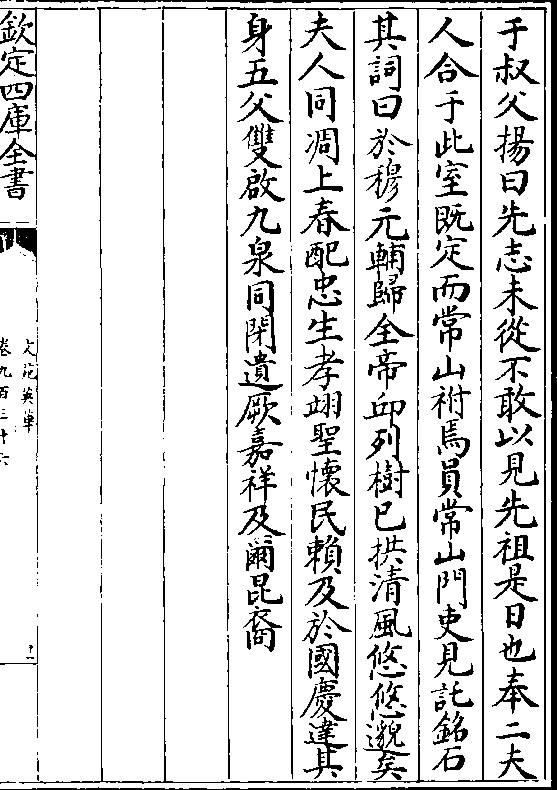 于叔父揚曰先志未從不敢以見先祖是日也奉二夫
人合于此室既定而常山祔焉員常山門吏見託銘石
其詞曰於穆元輔歸全帝丘列樹已拱清風悠悠邈矣
夫人同凋上春配忠生孝翊聖懷民賴及於國慶達其
身五父雙啟九泉同閉遺厥嘉祥及爾昆裔
欽定四庫全書
文苑英華
卷九百三十六